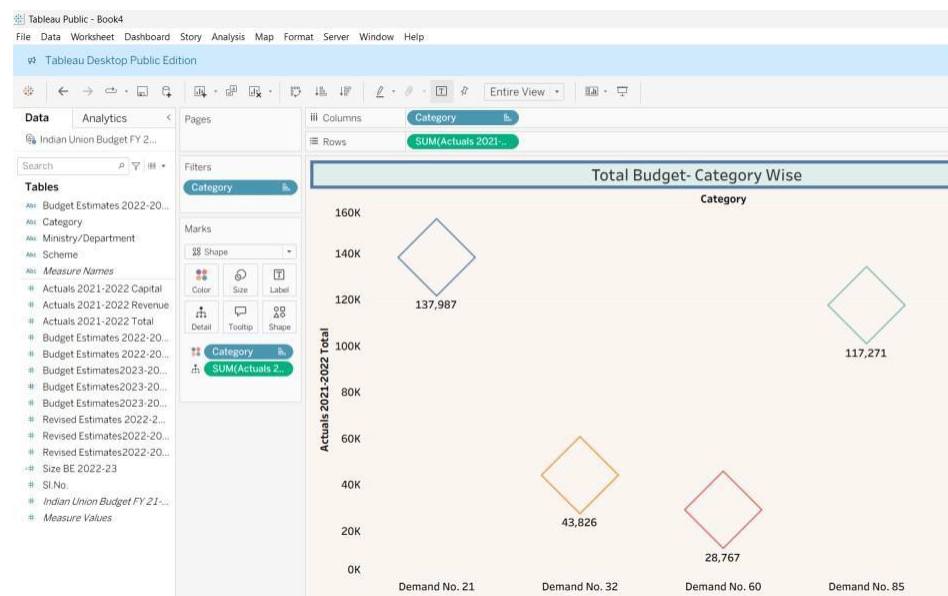 Tableau Public - Book4
File Data Worksheet Dashboard Story Analysis Map Format Server Window Help
Tableau Desktop Public Edition
Entire View
Data Analytics
Indian Union Budget FY 2...
Search
Tables
Abc Budget Estimates 2022-20...
Abc Category
Abc Ministry/Department
Abc Scheme
Abc Measure Names
# Actuals 2021-2022 Capital
# Actuals 2021-2022 Revenue
# Actuals 2021-2022 Total
# Budget Estimates 2022-20...
# Budget Estimates 2022-20...
# Budget Estimates2023-20...
# Budget Estimates2023-20...
# Budget Estimates2023-20...
# Revised Estimates 2022-2...
# Revised Estimates2022-20...
# Revised Estimates2022-20...
=# Size BE 2022-23
# Sl.No.
# Indian Union Budget FY 21-...
# Measure Values
Pages
Filters
Category
Marks
Shape
Color Size Label
Detail Tooltip Shape
Category
SUM(Actuals 2..
Columns Category
Rows SUM(Actuals 2021-..
Total Budget- Category Wise
Category
Actuals 2021-2022 Total
160K
140K
120K
100K
80K
60K
40K
20K
0K
137,987
117,271
43,826
28,767
Demand No. 21 Demand No. 32 Demand No. 60 Demand No. 85